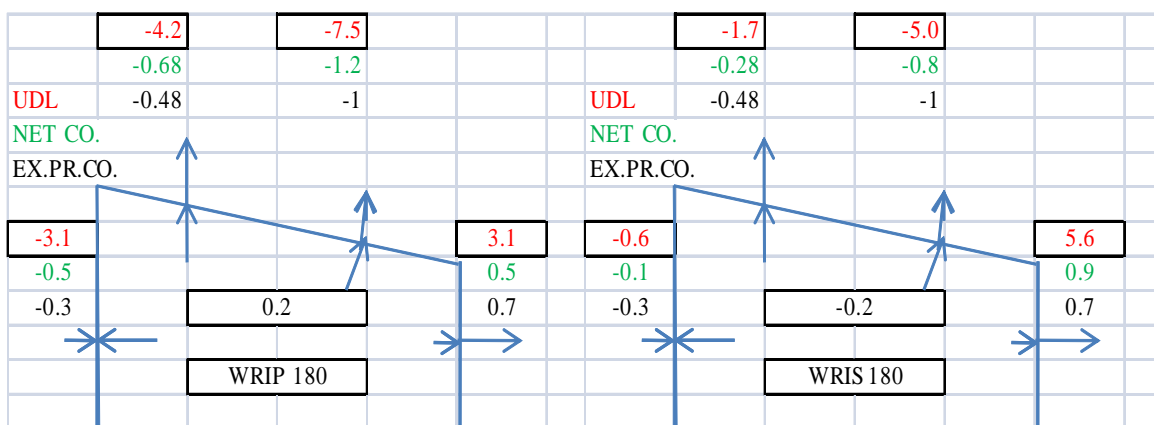 -4.2 -7.5 -1.7 -5.0
-0.68 -1.2 -0.28 -0.8
UDL -0.48 -1 UDL -0.48 -1
NET CO. NET CO.
EX.PR.CO. EX.PR.CO.
-3.1 3.1 -0.6 5.6
-0.5 0.5 -0.1 0.9
-0.3 0.2 0.7 -0.3 -0.2 0.7
WRIP 180 WRIS 180